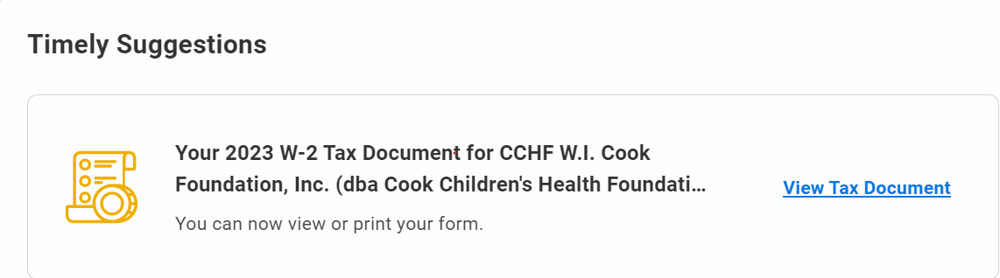 Timely Suggestions
Your 2023 W-2 Tax Document for CCHF W.I. Cook
Foundation, Inc. (dba Cook Children's Health Foundati...
View Tax Document
You can now view or print your form.